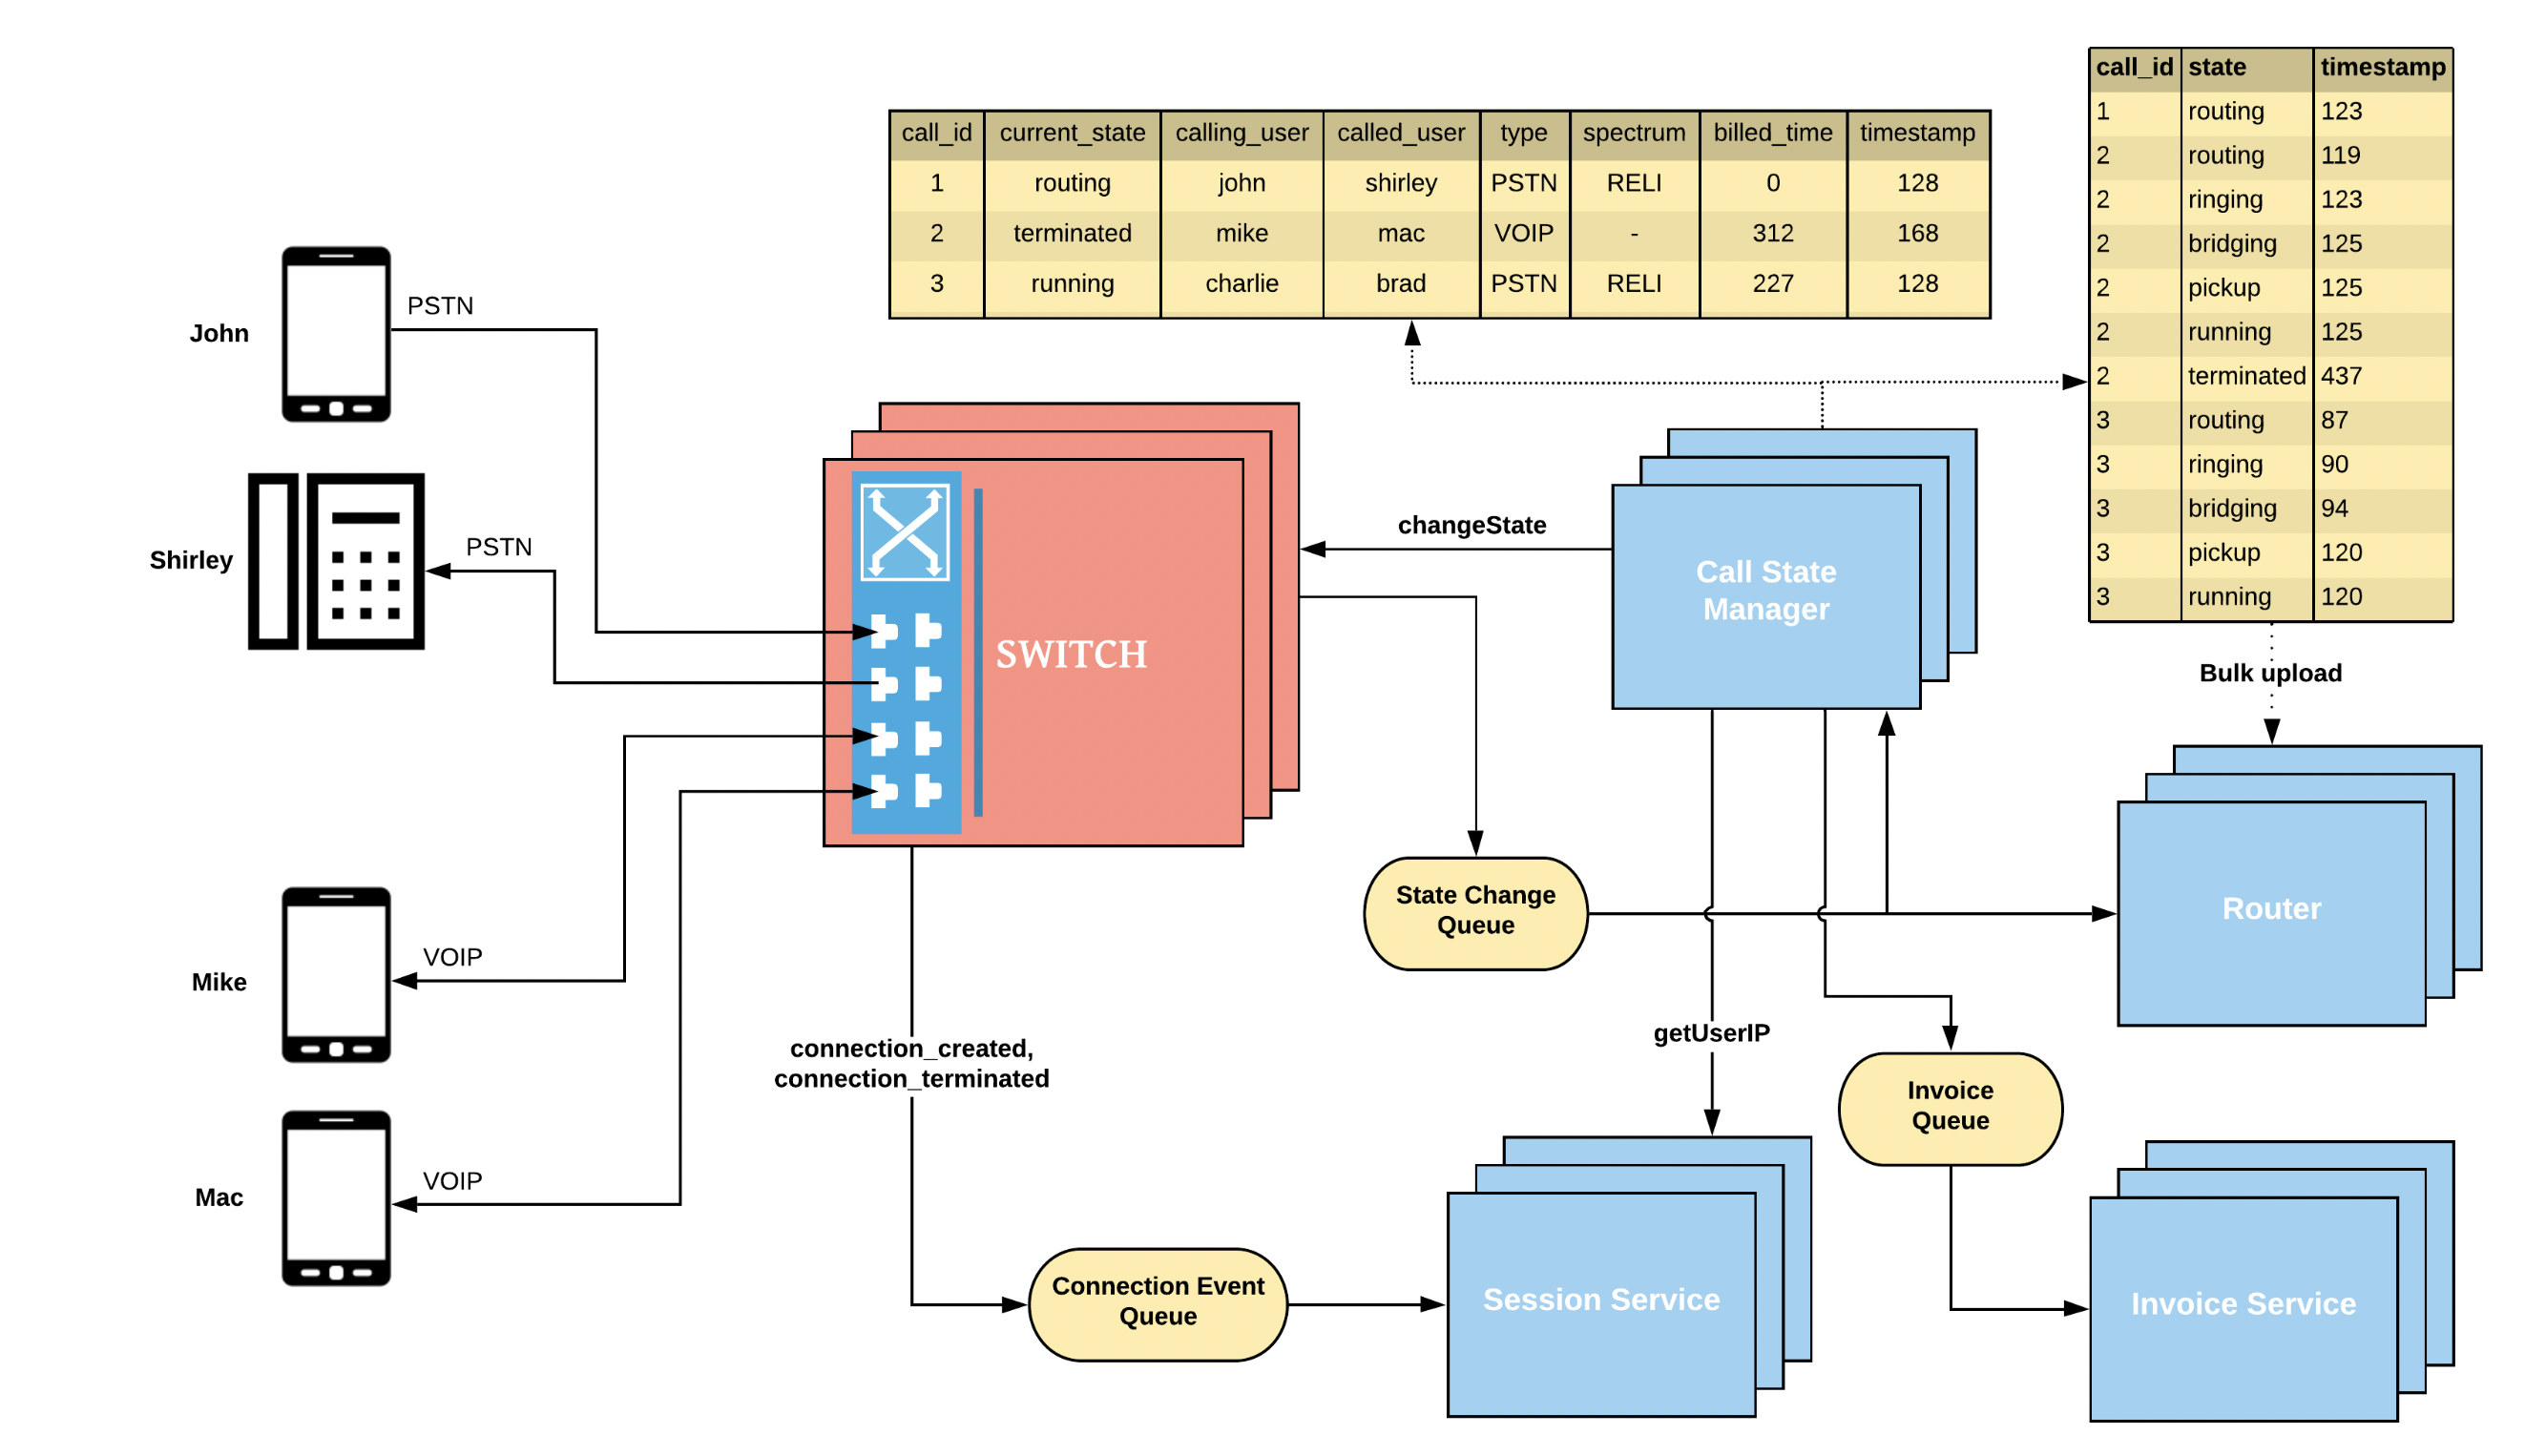 call_id state timestamp
1 routing 123
2 routing 119
2 ringing 123
2 bridging 125
2 pickup 125
2 running 125
2 terminated 437
3 routing 87
3 ringing 90
3 bridging 94
3 pickup 120
3 running 120
call_id current_state calling_user called_user type spectrum billed_time timestamp
1 routing john shirley PSTN RELI 0 128
2 terminated mike mac VOIP - 312 168
3 running charlie brad PSTN RELI 227 128
PSTN
John
PSTN
Shirley
changeState
SWITCH
Call State
Manager
Bulk upload
State Change
Queue
Router
VOIP
Mike
getUserIP
connection_created,
connection_terminated
Invoice
Queue
VOIP
Mac
Connection Event
Queue
Session Service
Invoice Service